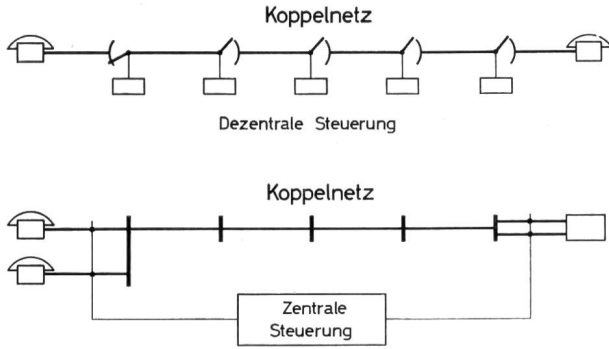 Koppelnetz
Dezentrale Steuerung
Koppelnetz
Zentrale
Steuerung